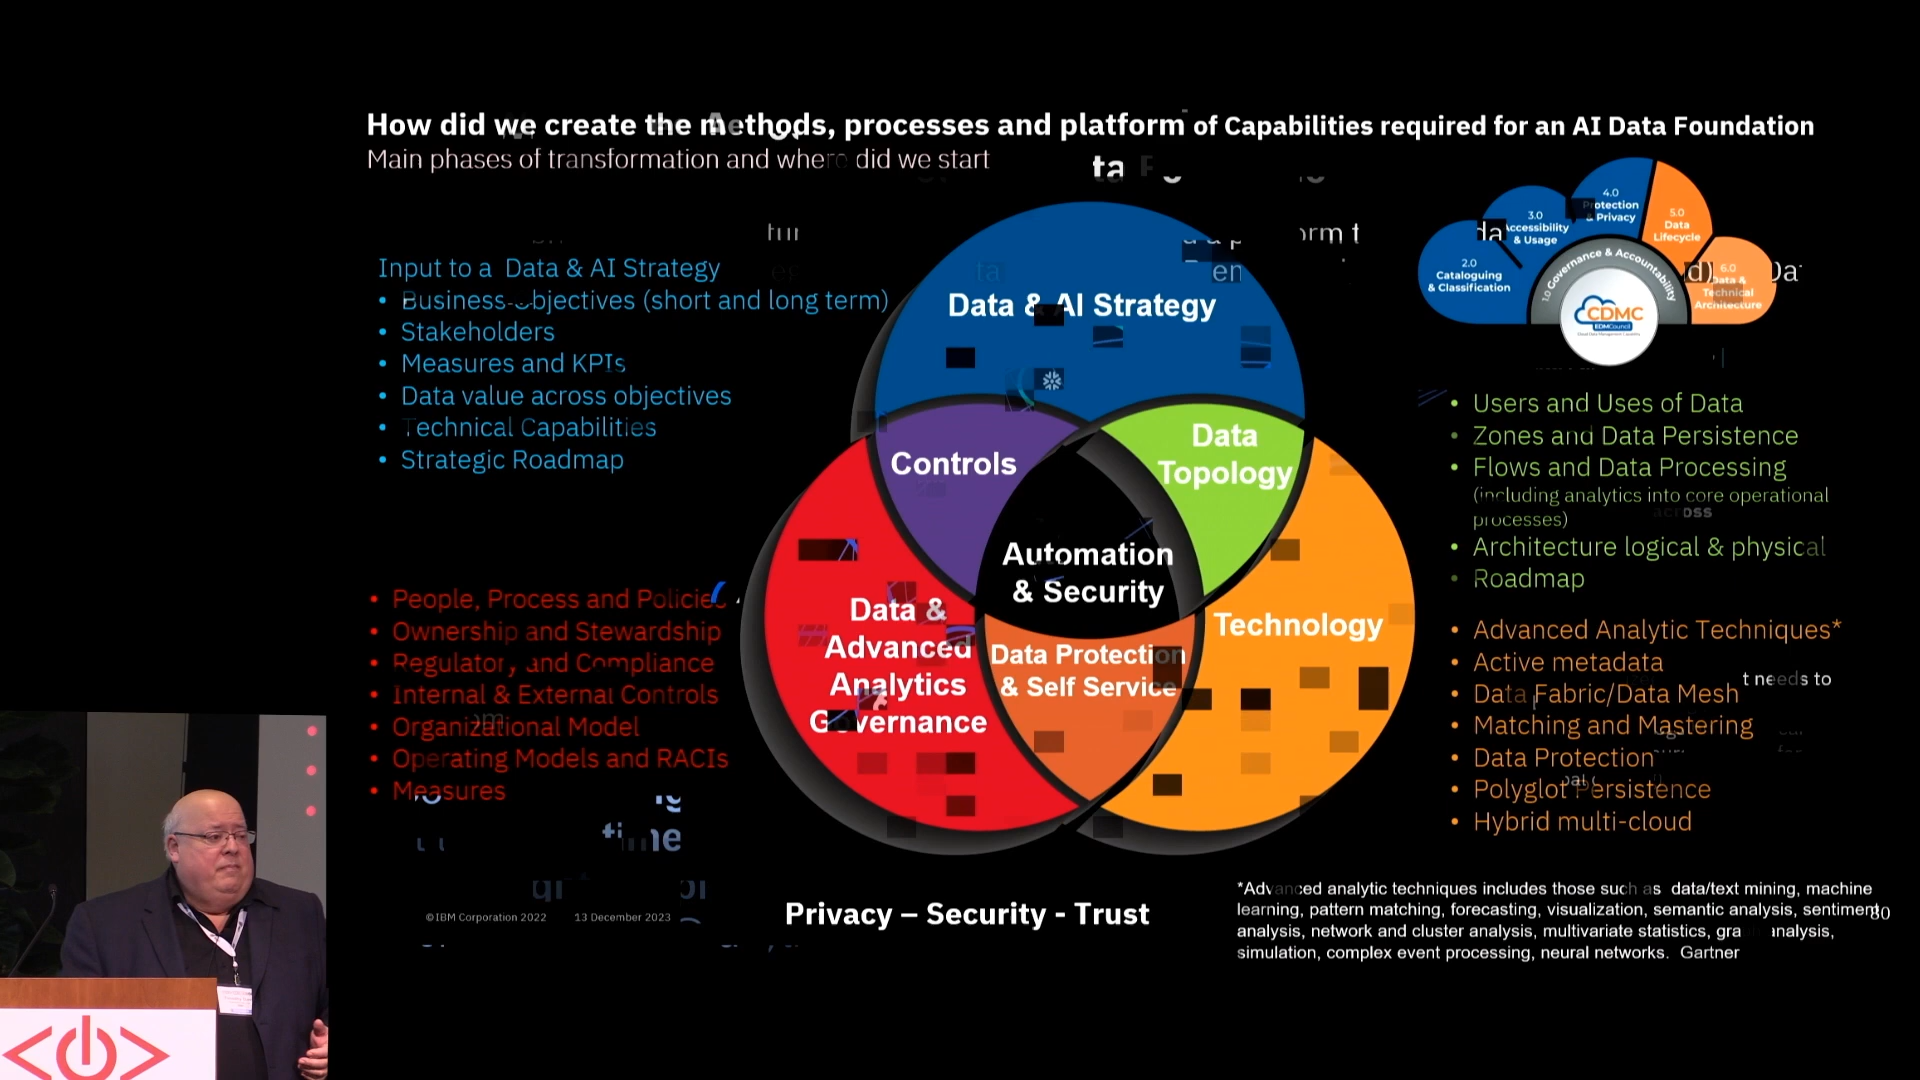 How did we create the methods, processes and platform of Capabilities required for an AI Data Foundation
Main phases of transformation and where did we start
Input to a Data & AI Strategy
• Business objectives (short and long term)
• Stakeholders
• Measures and KPIs
• Data value across objectives
• Technical Capabilities
• Strategic Roadmap
• People, Process and Policies
• Ownership and Stewardship
• Regulatory and Compliance
• Internal & External Controls
• Organizational Model
• Operating Models and RACIs
• Measures
Data & AI Strategy
Controls
Data
Topology
Automation
& Security
Data &
Advanced
Analytics
Governance
Data Protection
& Self Service
Technology
Privacy – Security - Trust
©IBM Corporation 2022
13 December 2023
2.0
Cataloguing
& Classification
3.0
Accessibility
& Usage
4.0
Protection
& Privacy
5.0
Data
Lifecycle
6.0
Data &
Technical
Architecture
1.0 Governance & Accountability
CDMC
EDMCouncil
• Users and Uses of Data
• Zones and Data Persistence
• Flows and Data Processing
(including analytics into core operational
processes)
• Architecture logical & physical
• Roadmap
• Advanced Analytic Techniques*
• Active metadata
• Data Fabric/Data Mesh
• Matching and Mastering
• Data Protection
• Polyglot Persistence
• Hybrid multi-cloud
t needs to
*Advanced analytic techniques includes those such as data/text mining, machine
learning, pattern matching, forecasting, visualization, semantic analysis, sentiment
analysis, network and cluster analysis, multivariate statistics, graph analysis,
simulation, complex event processing, neural networks. Gartner